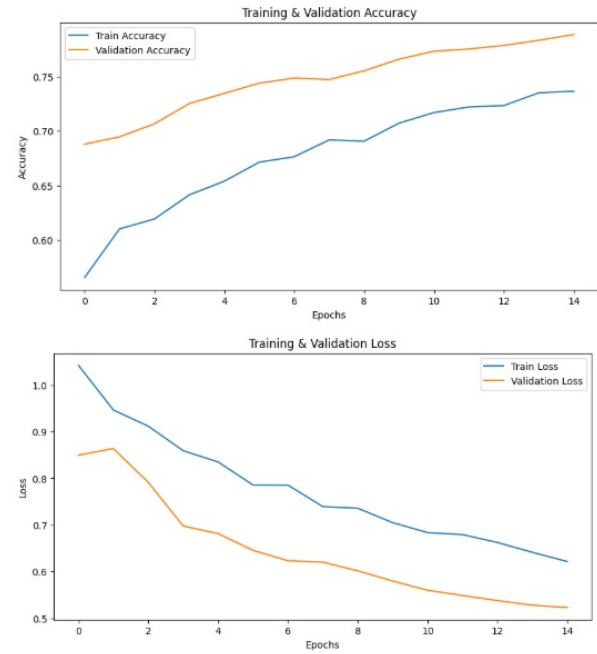 Training & Validation Accuracy
Train Accuracy
Validation Accuracy
0.75
0.70
0.65
0.60
Accuracy
0 2 4 6 8 10 12 14
Epochs
Training & Validation Loss
Train Loss
Validation Loss
1.0
0.9
0.8
0.7
0.6
0.5
Loss
0 2 4 6 8 10 12 14
Epochs